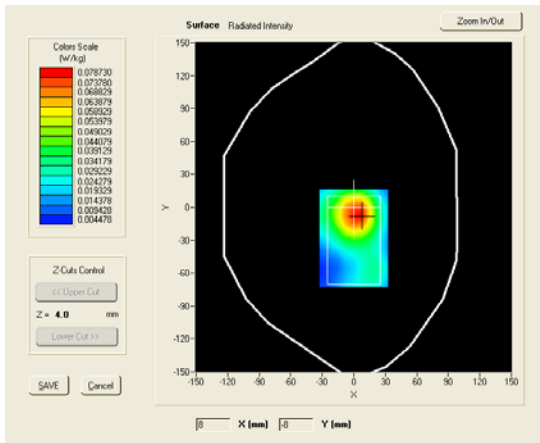 Surface Radiated Intensity
Zoom In/Out
Colors Scale
(W/kg)
0.078730
0.073780
0.068829
0.063879
0.058929
0.053979
0.049029
0.044079
0.039129
0.034179
0.029229
0.024279
0.019329
0.014378
0.009428
0.004478
Z-Cuts Control
<< Upper Cut
Z = 4.0 mm
Lower Cut >>
SAVE Cancel
150
120
90
60
30
0
-30
-60
-90
-120
-150
Y
-150 -120 -90 -60 -30 0 30 60 90 120 150
X
8 X (mm) -8 Y (mm)